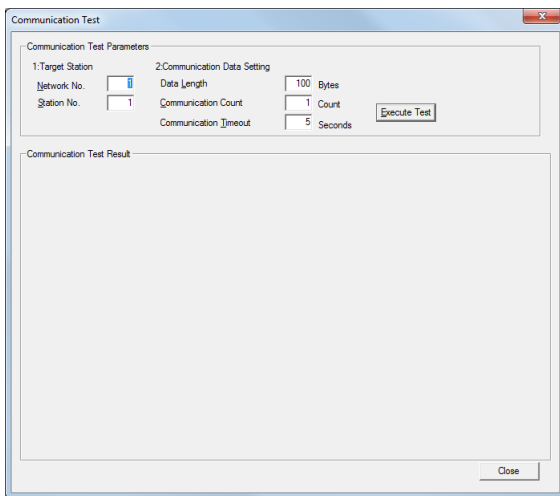 Communication Test
Communication Test Parameters
1:Target Station 2:Communication Data Setting
Network No. 1 Data Length 100 Bytes
Station No. 1 Communication Count 1 Count
Execute Test
Communication Timeout 5 Seconds
Communication Test Result
Close